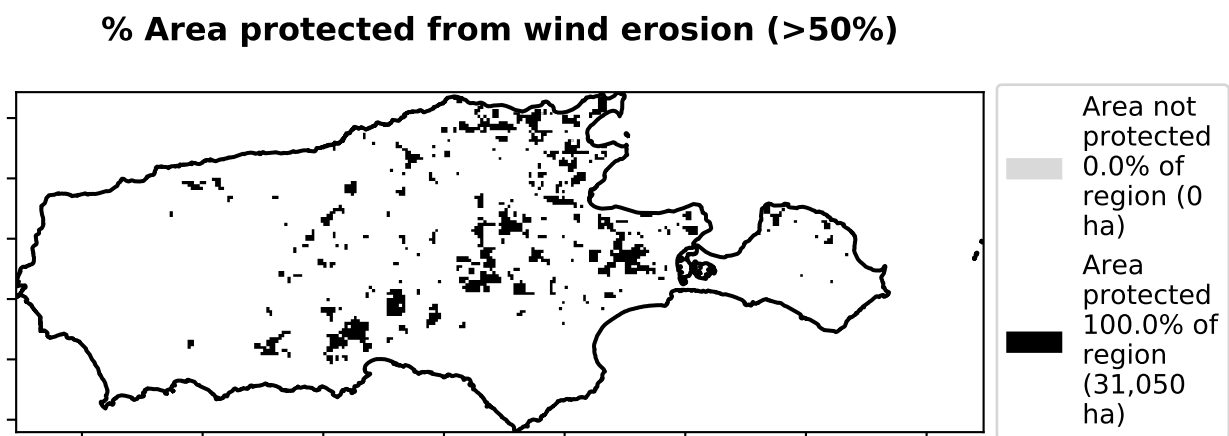 % Area protected from wind erosion (>50%)
Area not
protected
0.0% of
region (0
ha)
Area
protected
100.0% of
region
(31,050
ha)